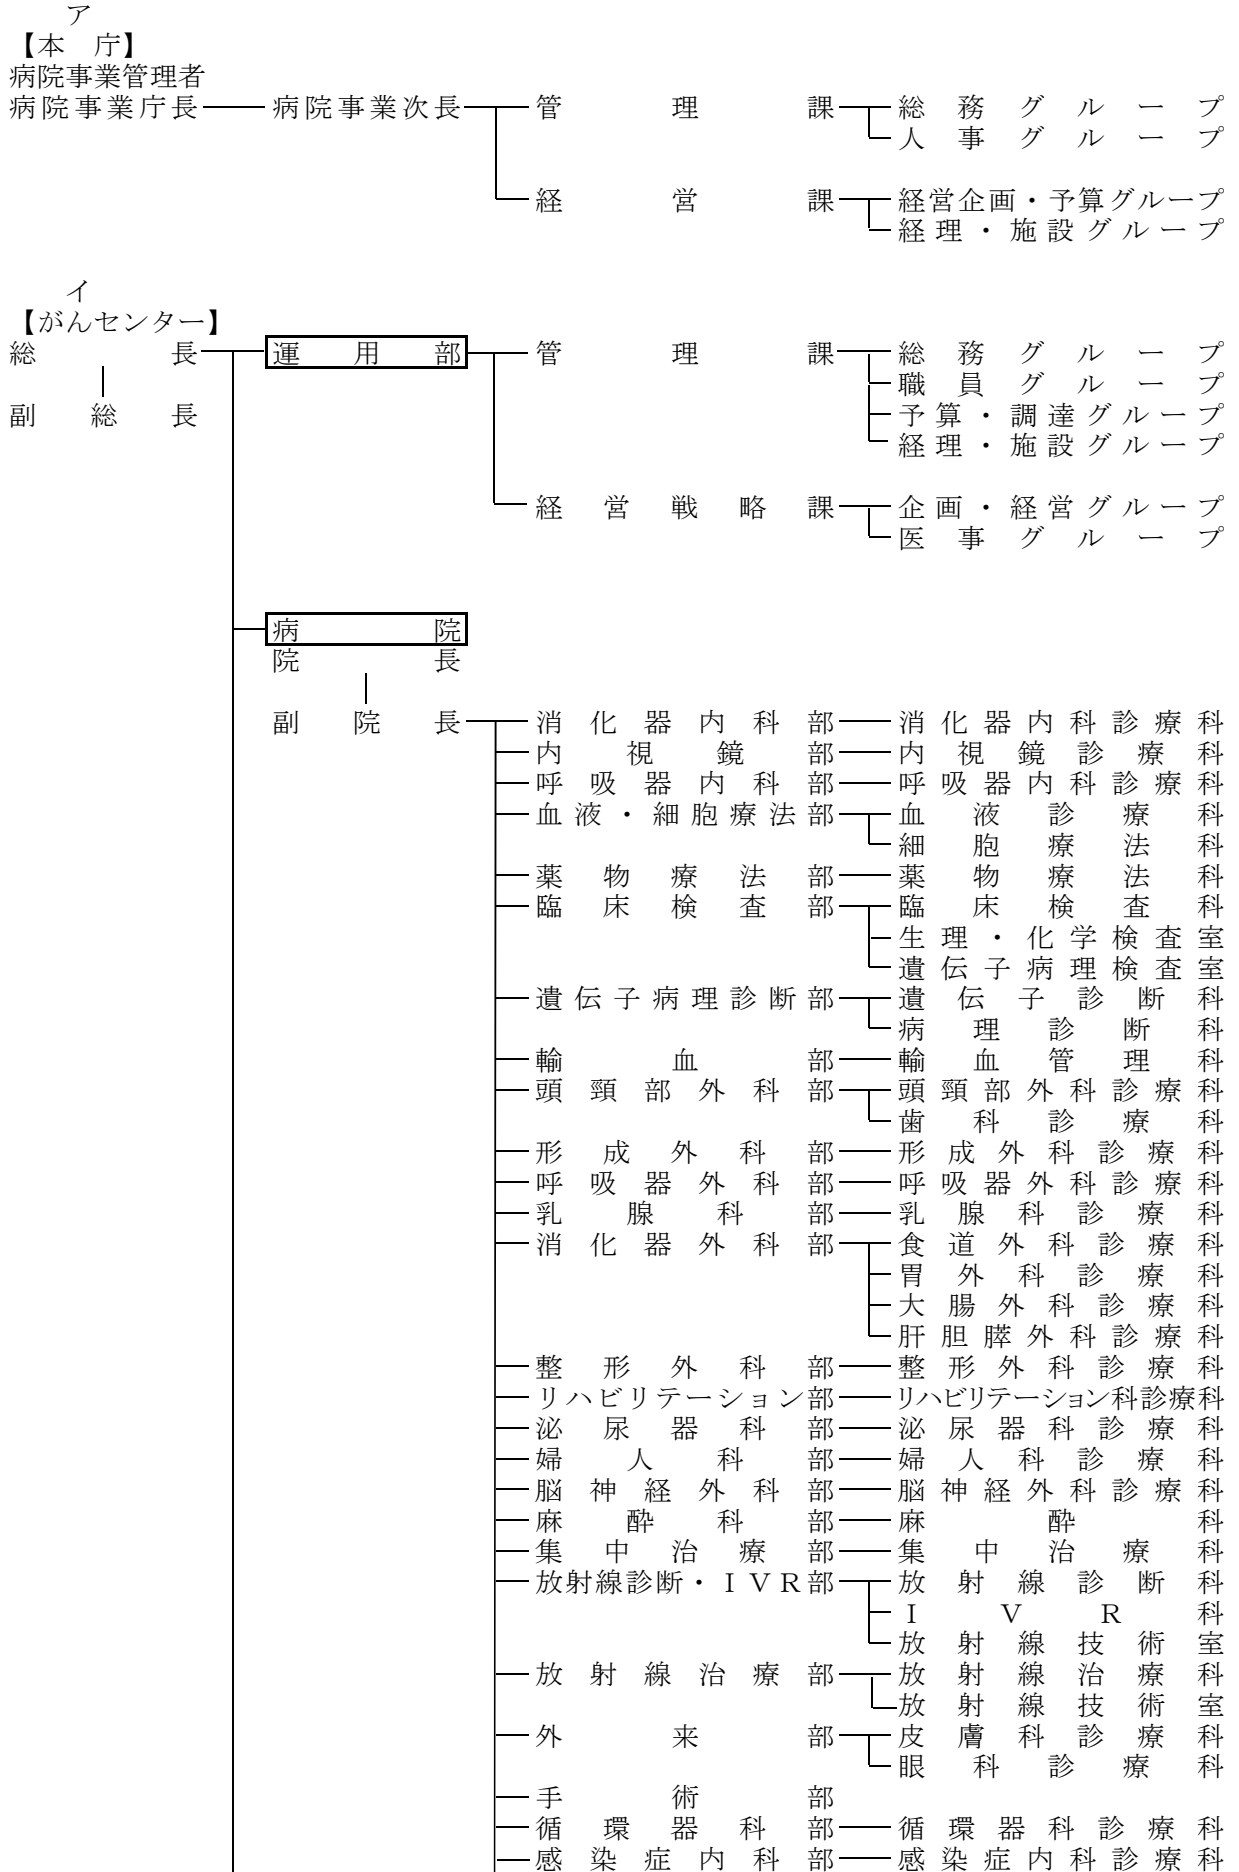 ア
【本 庁】
病院事業管理者
病院事業庁長 病院事業次長 管理課 総務グループ
人事グループ
経営課 経営企画・予算グループ
経理・施設グループ
イ
【がんセンター】
総長 運用部 管理課 総務グループ
職員グループ
副総長 予算・調達グループ
経理・施設グループ
経営戦略課 企画・経営グループ
医事グループ
病院
院長
副院長 消化器内科部 消化器内科診療科
内視鏡部 内視鏡診療科
呼吸器内科部 呼吸器内科診療科
血液・細胞療法部 血液診療科
細胞療法科
薬物療法部 薬物療法科
臨床検査部 臨床検査科
生理・化学検査室
遺伝子病理検査室
遺伝子病理診断部 遺伝子診断科
病理診断科
輸血部 輸血管理科
頭頸部外科部 頭頸部外科診療科
歯科診療科
形成外科部 形成外科診療科
呼吸器外科部 呼吸器外科診療科
乳腺科部 乳腺科診療科
消化器外科部 食道外科診療科
胃外科診療科
大腸外科診療科
肝胆膵外科診療科
整形外科部 整形外科診療科
リハビリテーション部 リハビリテーション科診療科
泌尿器科部 泌尿器科診療科
婦人科部 婦人科診療科
脳神経外科部 脳神経外科診療科
麻酔科部 麻酔科
集中治療部 集中治療科
放射線診断・ＩＶＲ部 放射線診断科
ＩＶＲ科
放射線技術室
放射線治療部 放射線治療科
放射線技術室
外来部 皮膚科診療科
眼科診療科
手術部
循環器科部 循環器科診療科
感染症内科部 感染症内科診療科